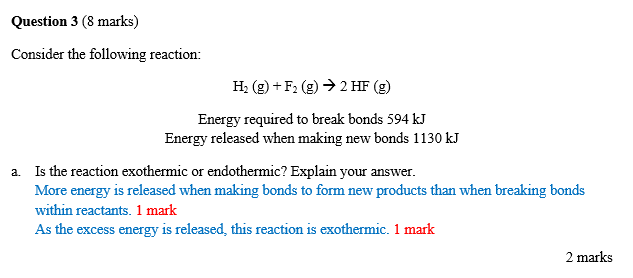 Question 3 (8 marks)
Consider the following reaction:
H₂ (g) + F₂ (g) → 2 HF (g)
Energy required to break bonds 594 kJ
Energy released when making new bonds 1130 kJ
a. Is the reaction exothermic or endothermic? Explain your answer.
More energy is released when making bonds to form new products than when breaking bonds
within reactants. 1 mark
As the excess energy is released, this reaction is exothermic. 1 mark
2 marks